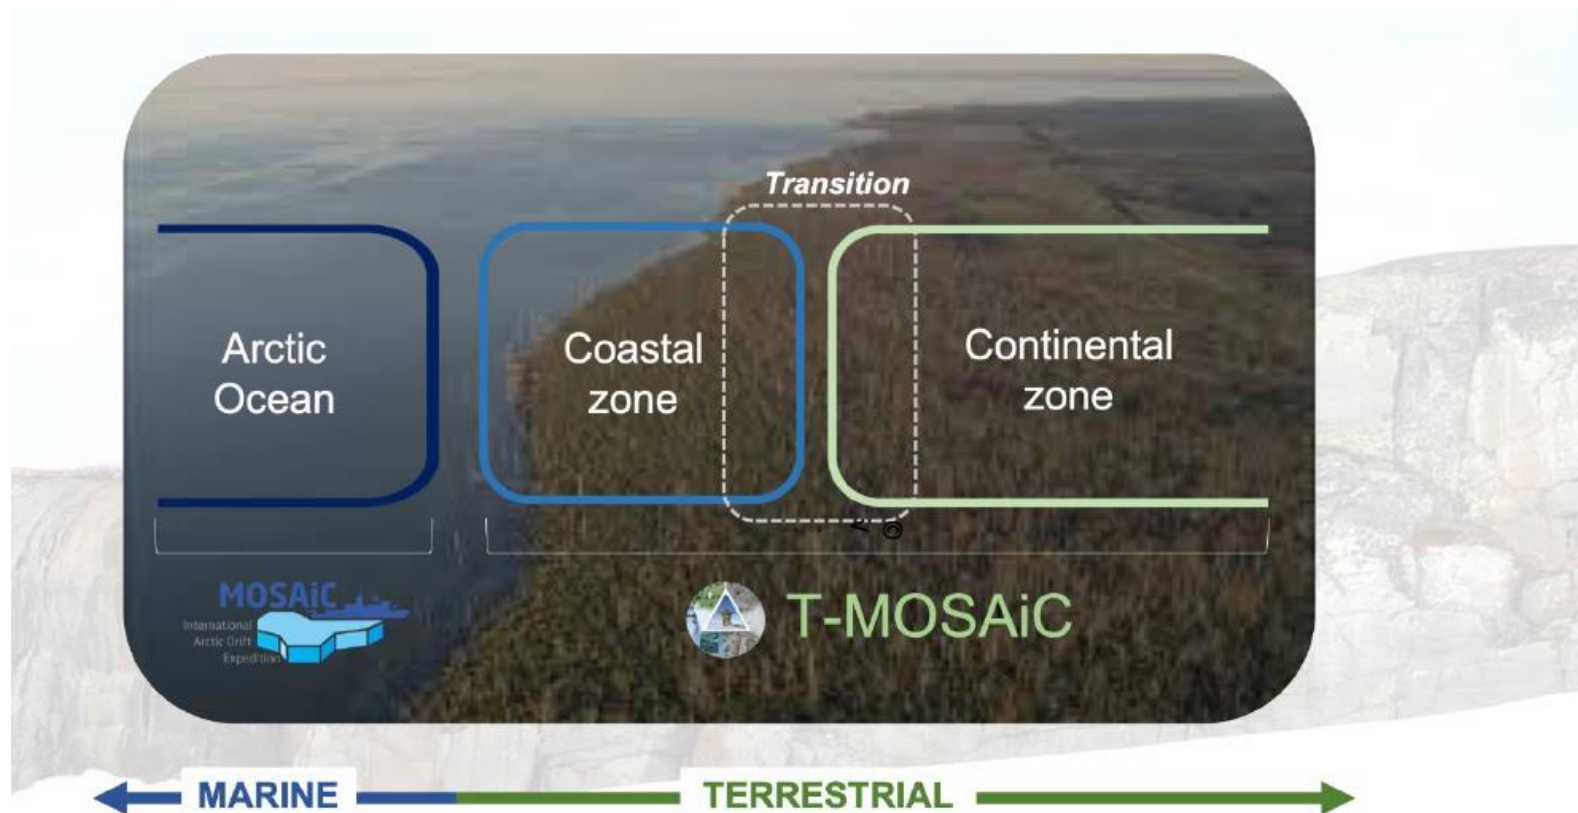 Transition
Arctic
Ocean
Coastal
zone
Continental
zone
MOSAiC
International
Arctic Drift
Expedition
T-MOSAiC
MARINE
TERRESTRIAL